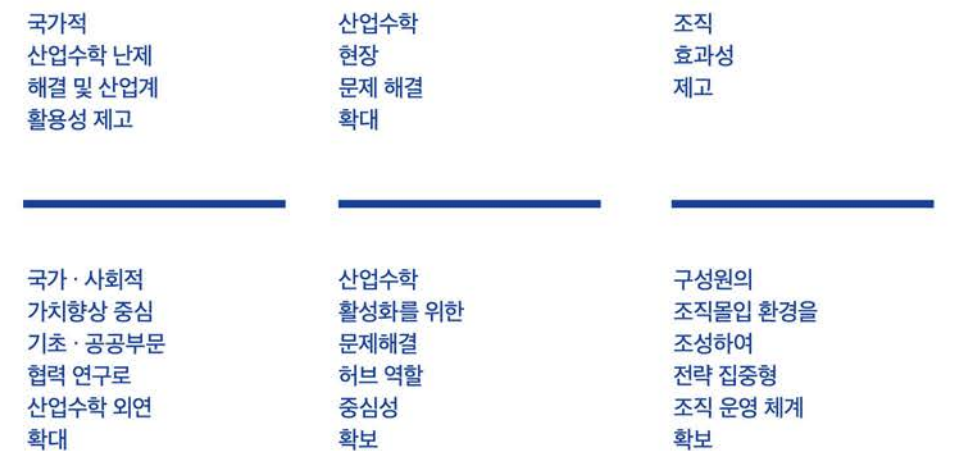 국가적
산업수학 난제
해결 및 산업계
활용성 제고
산업수학
현장
문제 해결
확대
조직
효과성
제고
국가 · 사회적
가치향상 중심
기초 · 공공부문
협력 연구로
산업수학 외연
확대
산업수학
활성화를 위한
문제해결
허브 역할
중심성
확보
구성원의
조직몰입 환경을
조성하여
전략 집중형
조직 운영 체계
확보